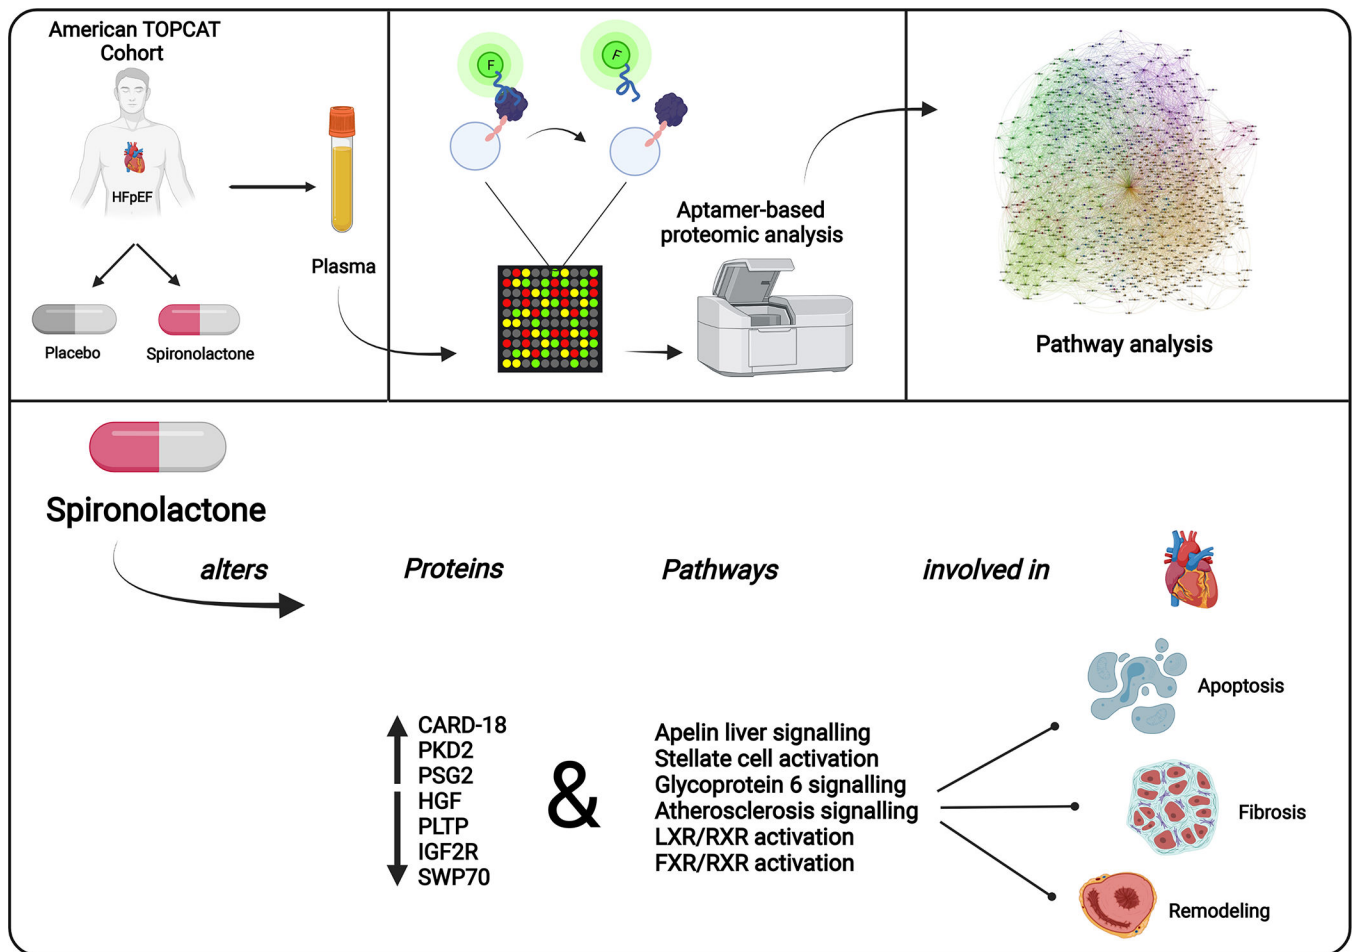 American TOPCAT
Cohort
HFpEF
Placebo
Spironolactone
Plasma
F
F
Aptamer-based
proteomic analysis
Pathway analysis
Spironolactone
alters
Proteins
Pathways
involved in
CARD-18
PKD2
PSG2
HGF
PLTP
IGF2R
SWP70
&
Apelin liver signalling
Stellate cell activation
Glycoprotein 6 signalling
Atherosclerosis signalling
LXR/RXR activation
FXR/RXR activation
Apoptosis
Fibrosis
Remodeling